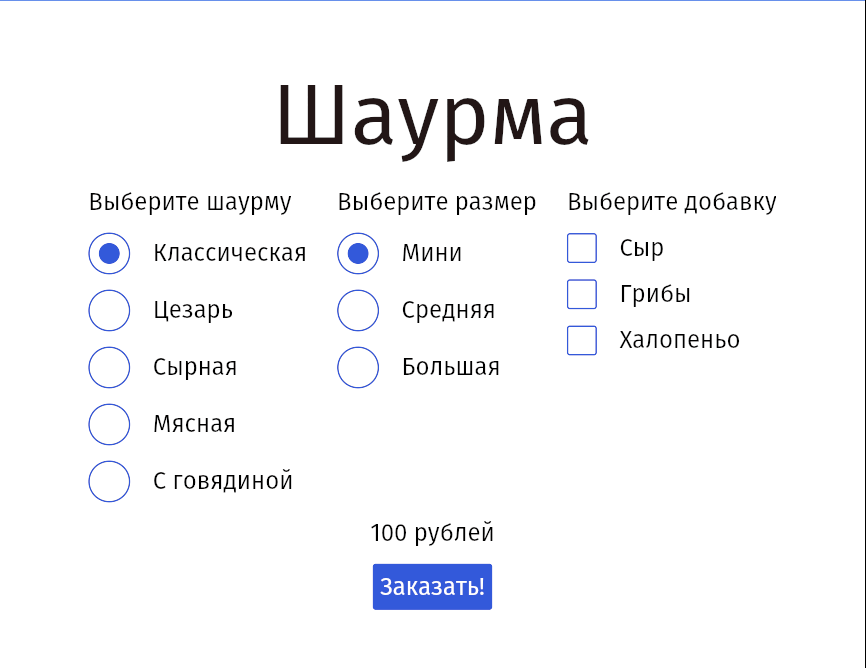 Шаурма
Выберите шаурму
Классическая
Цезарь
Сырная
Мясная
С говядиной
Выберите размер
Мини
Средняя
Большая
Выберите добавку
Сыр
Грибы
Халопеньо
100 рублей
Заказать!